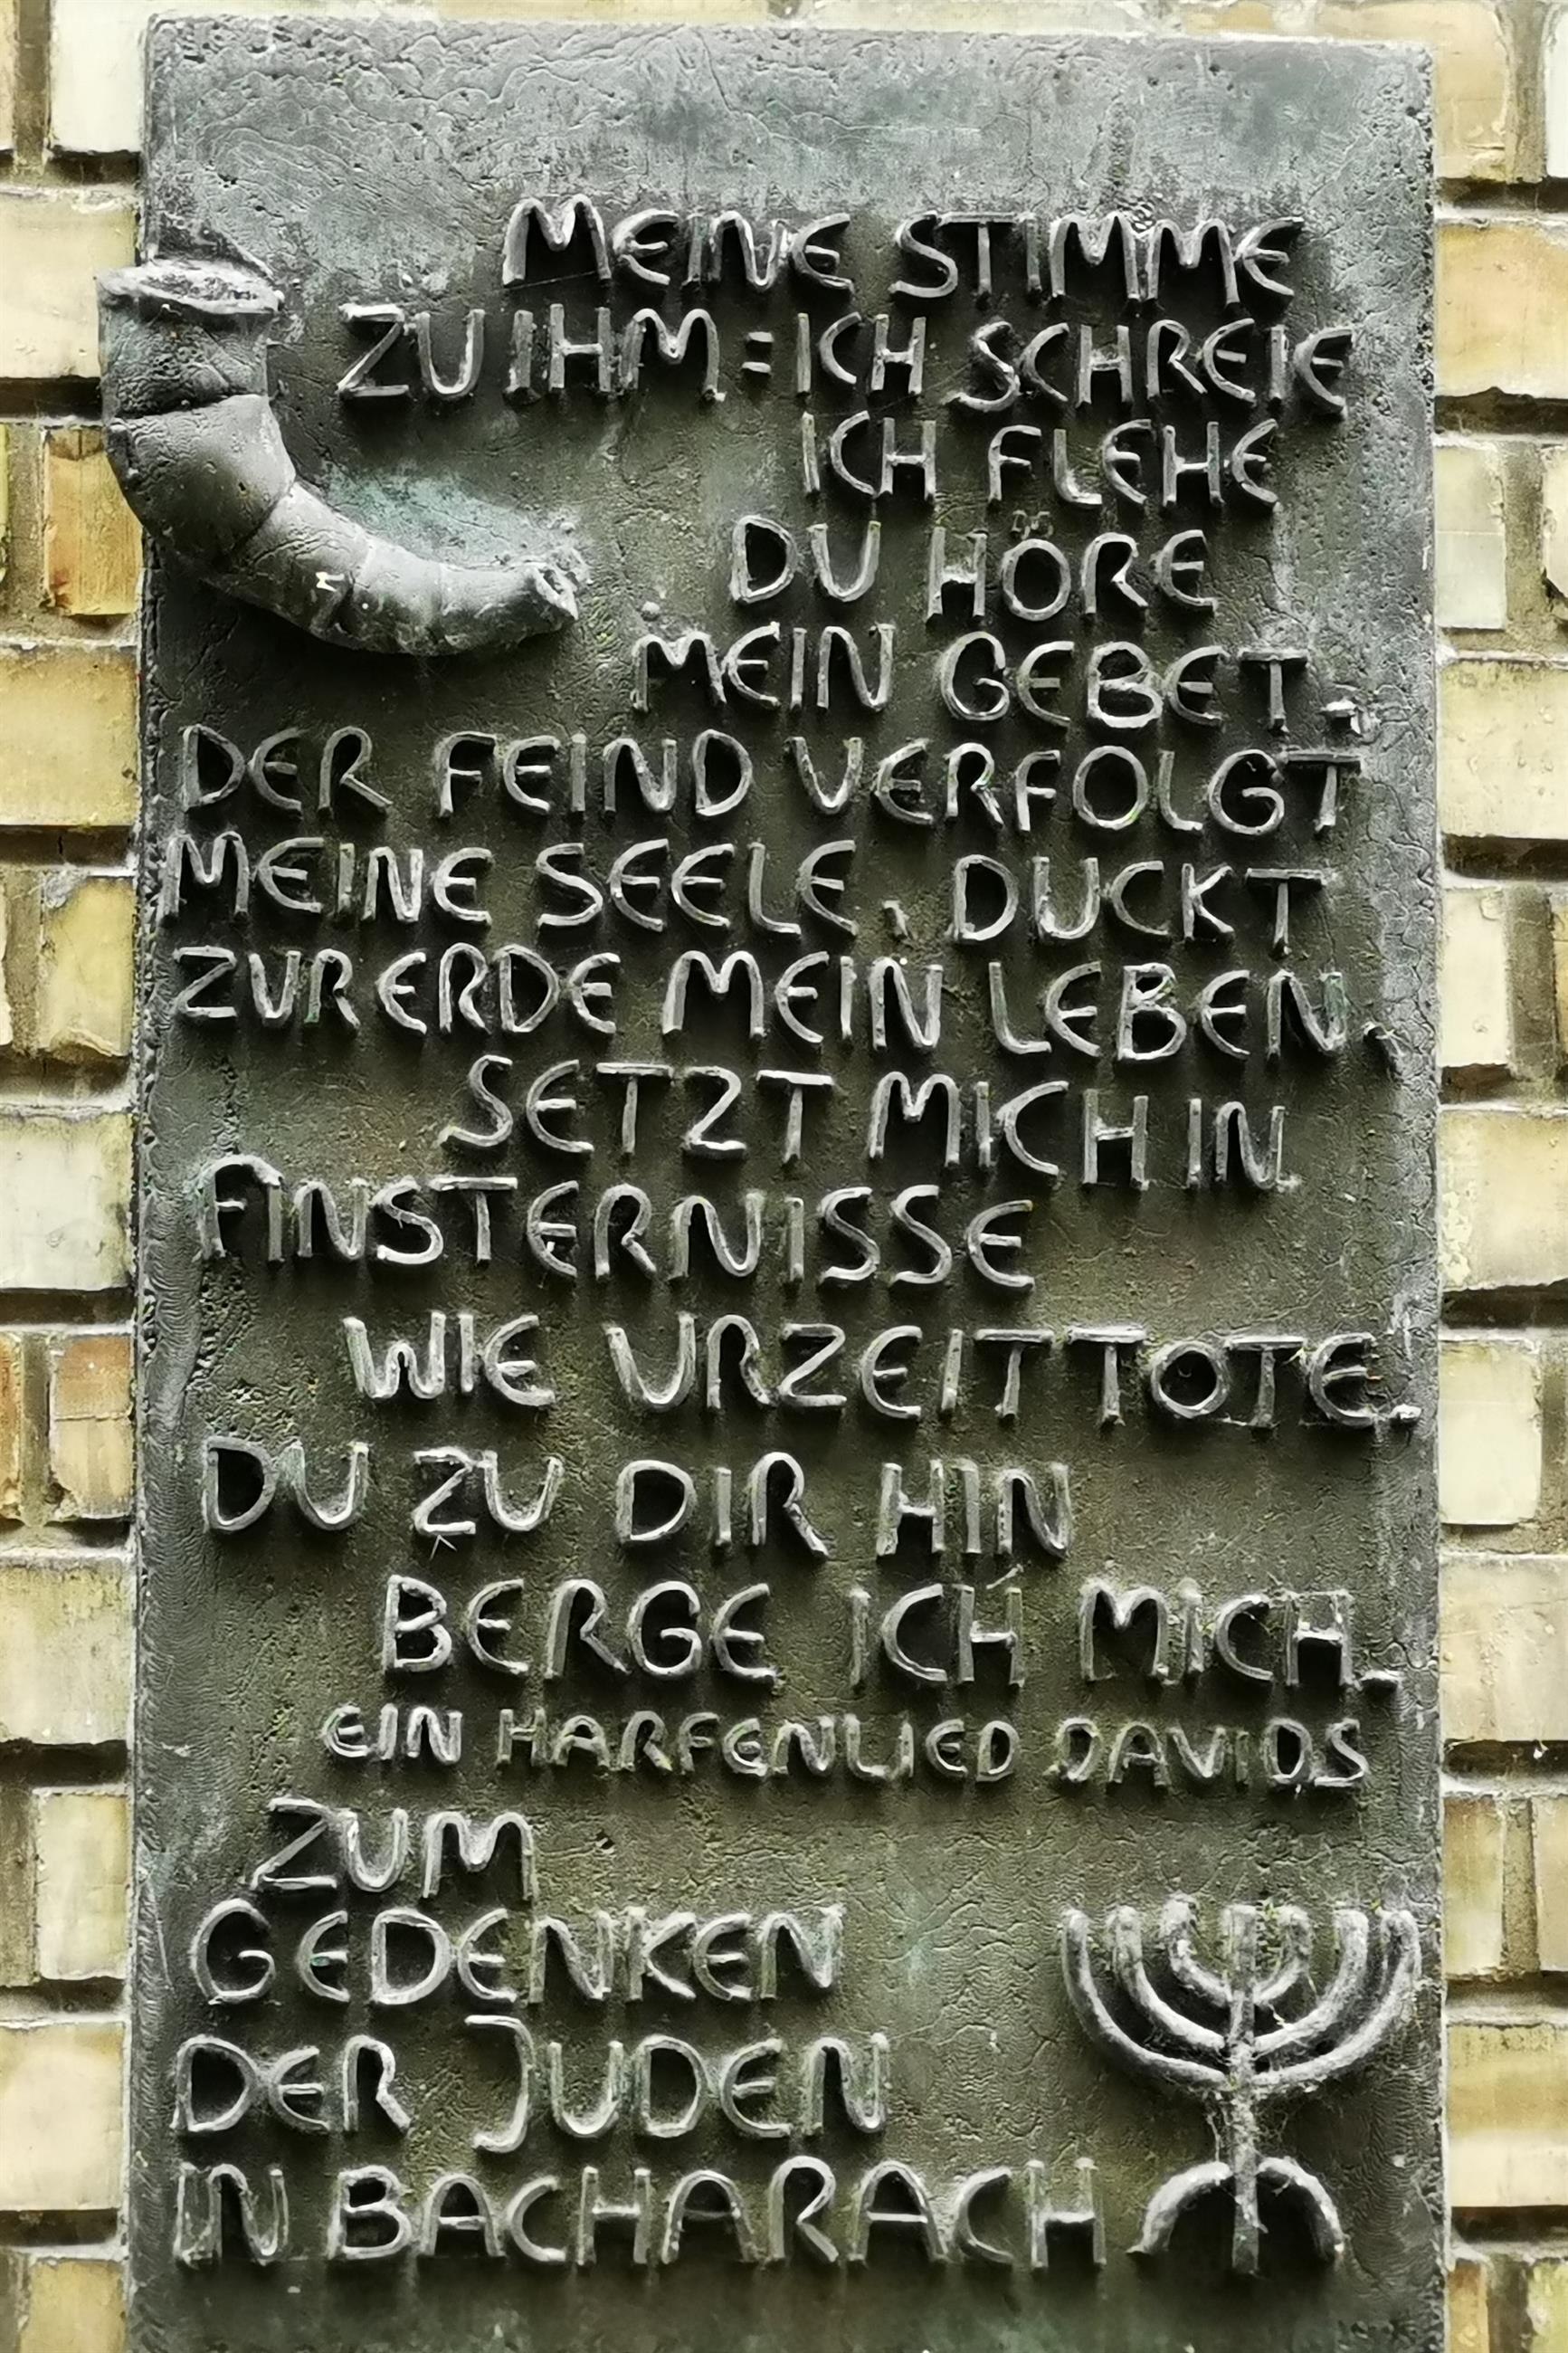 MEINE STIMME
ZU IHM: ICH SCHREIE
ICH FLEHE
DU HÖRE
MEIN GEBET.
DER FEIND VERFOLGT
MEINE SEELE, DUCKT
ZUR ERDE MEIN LEBEN,
SETZT MICH IN
FINSTERNISSE
WIE URZEITTOTE.
DU ZU DIR HIN
BERGE ICH MICH.
EIN HARFENLIED DAVIDS
ZUM
GEDENKEN
DER JUDEN
IN BACHARACH